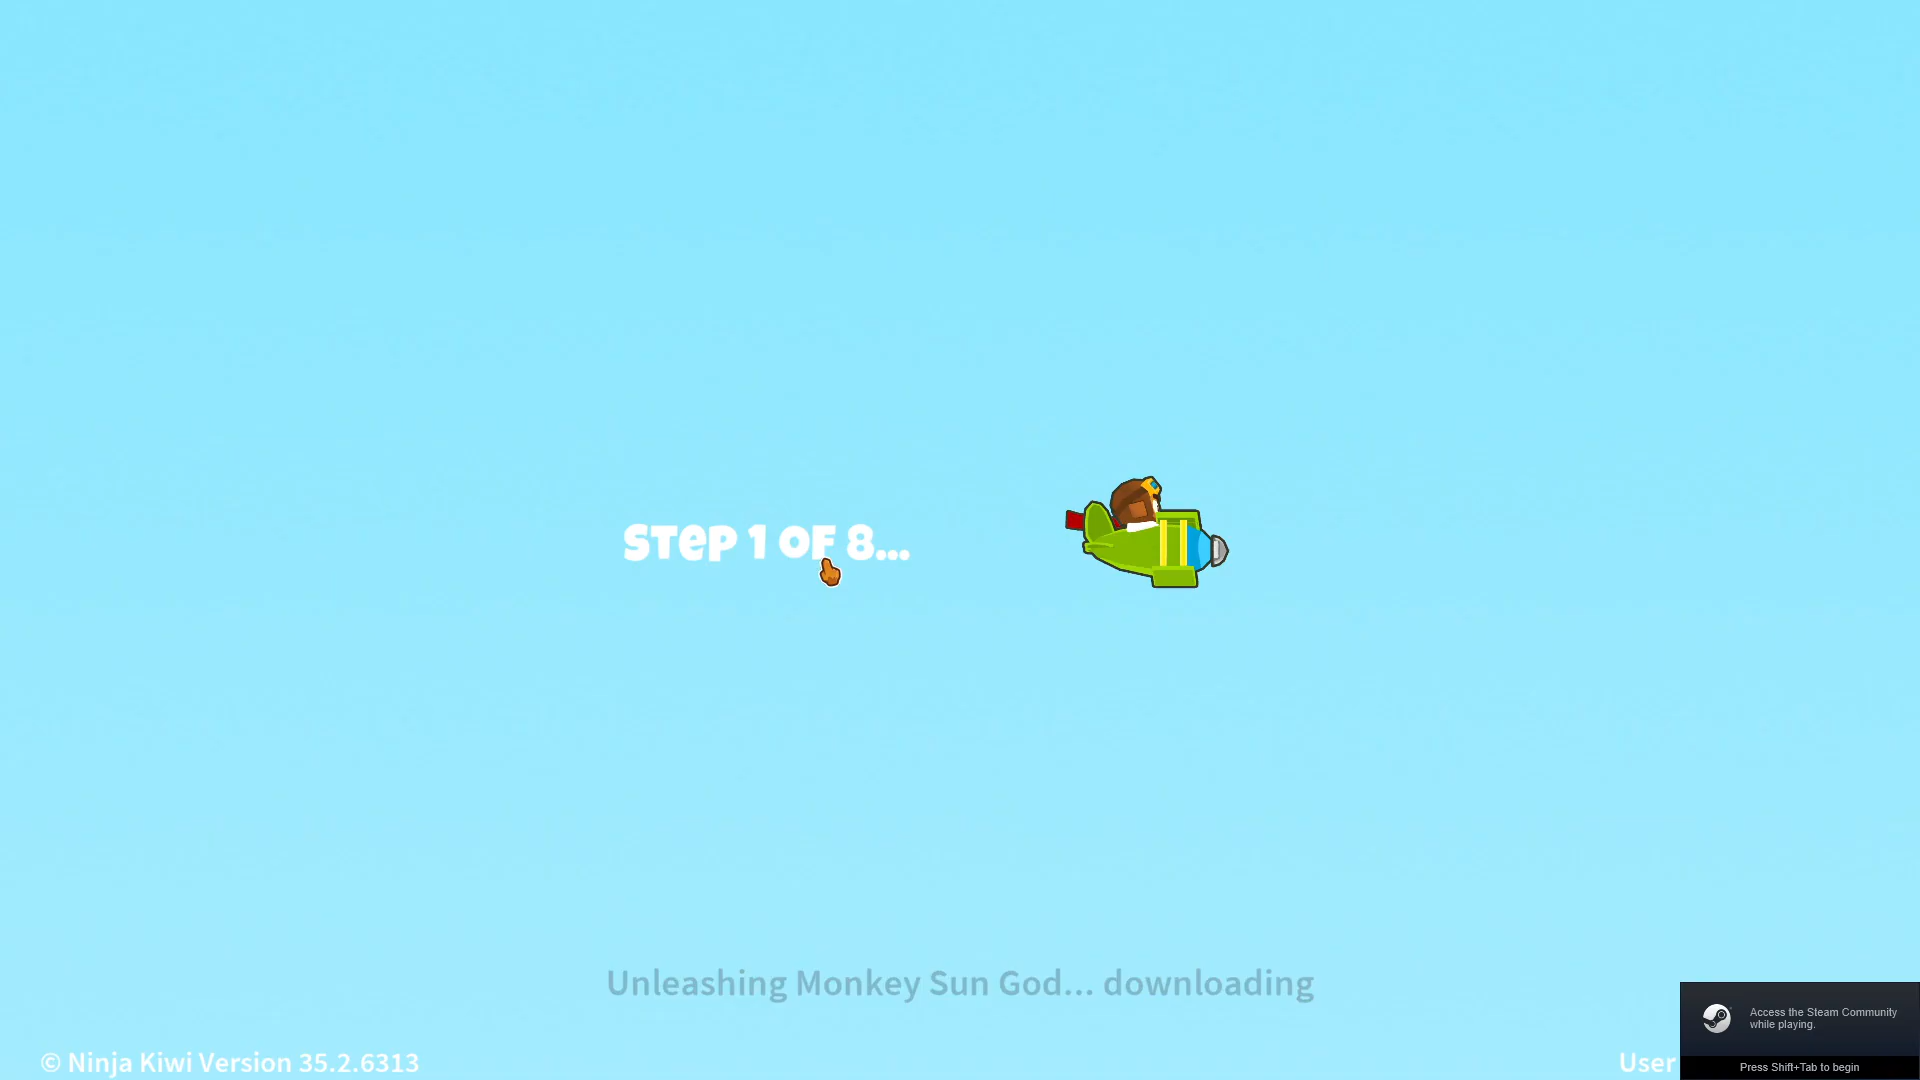 Step 1 of 8...
Unleashing Monkey Sun God... downloading
© Ninja Kiwi Version 35.2.6313
User
Access the Steam Community
while playing.
Press Shift+Tab to begin